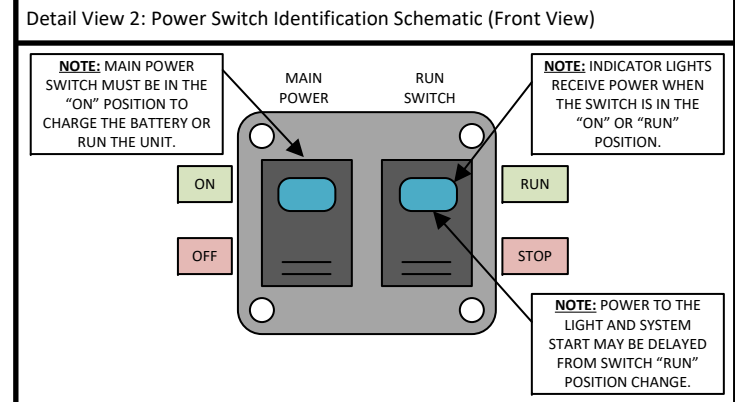 Detail View 2: Power Switch Identification Schematic (Front View)
NOTE: MAIN POWER
SWITCH MUST BE IN THE
“ON” POSITION TO
CHARGE THE BATTERY OR
RUN THE UNIT.
MAIN
POWER
RUN
SWITCH
NOTE: INDICATOR LIGHTS
RECEIVE POWER WHEN
THE SWITCH IS IN THE
“ON” OR “RUN”
POSITION.
ON
RUN
OFF
STOP
NOTE: POWER TO THE
LIGHT AND SYSTEM
START MAY BE DELAYED
FROM SWITCH “RUN”
POSITION CHANGE.